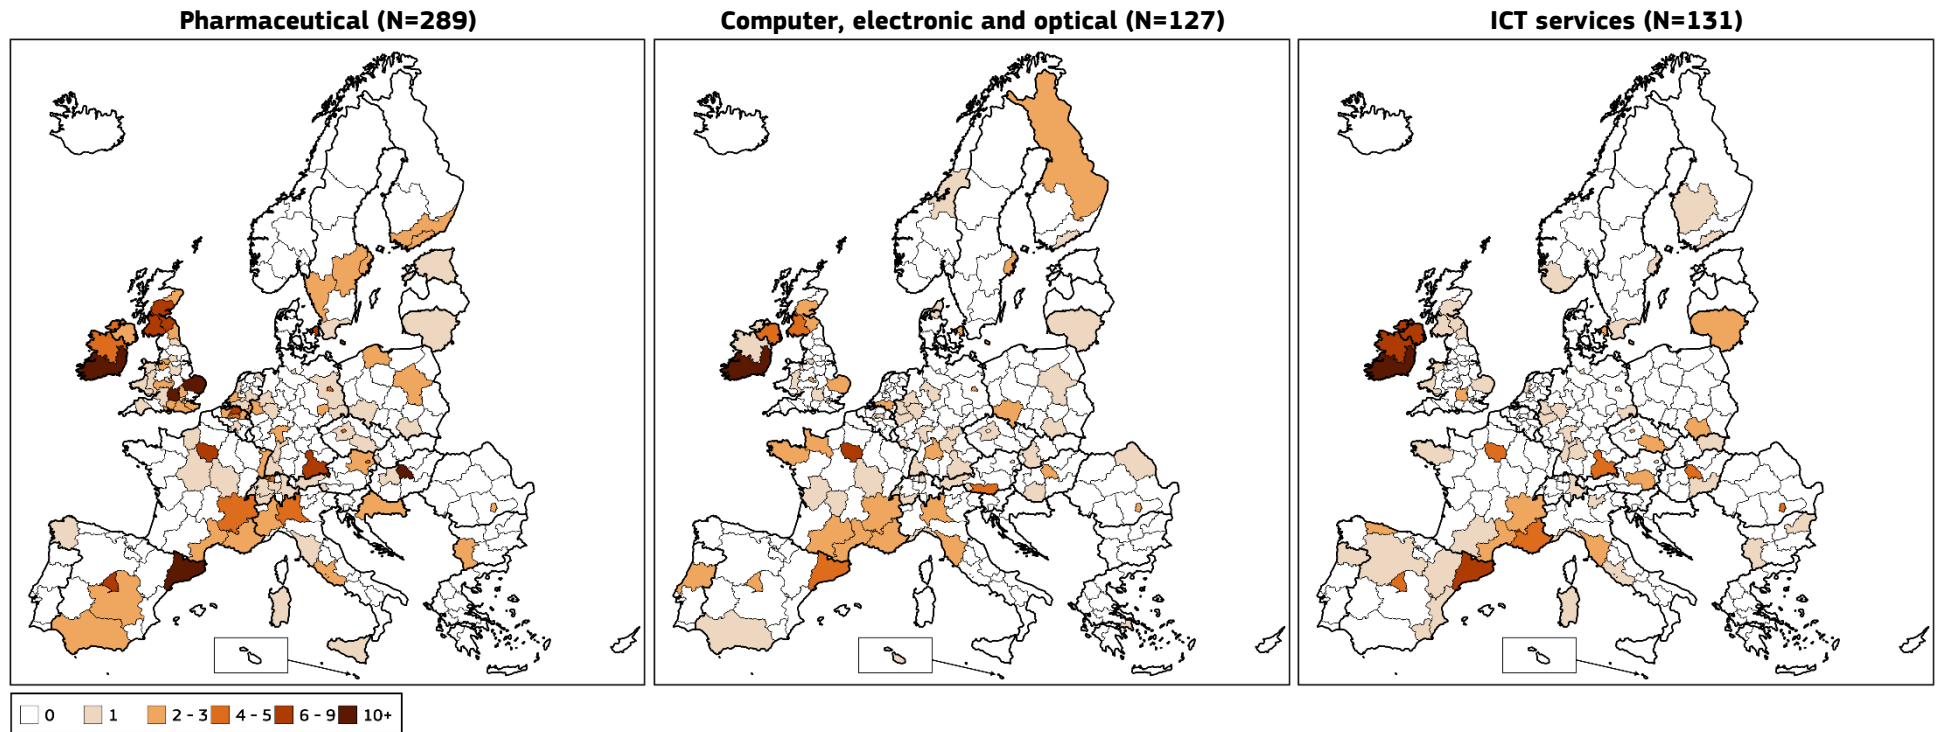 Pharmaceutical (N=289)
Computer, electronic and optical (N=127)
ICT services (N=131)
0 1 2 - 3 4 - 5 6 - 9 10+